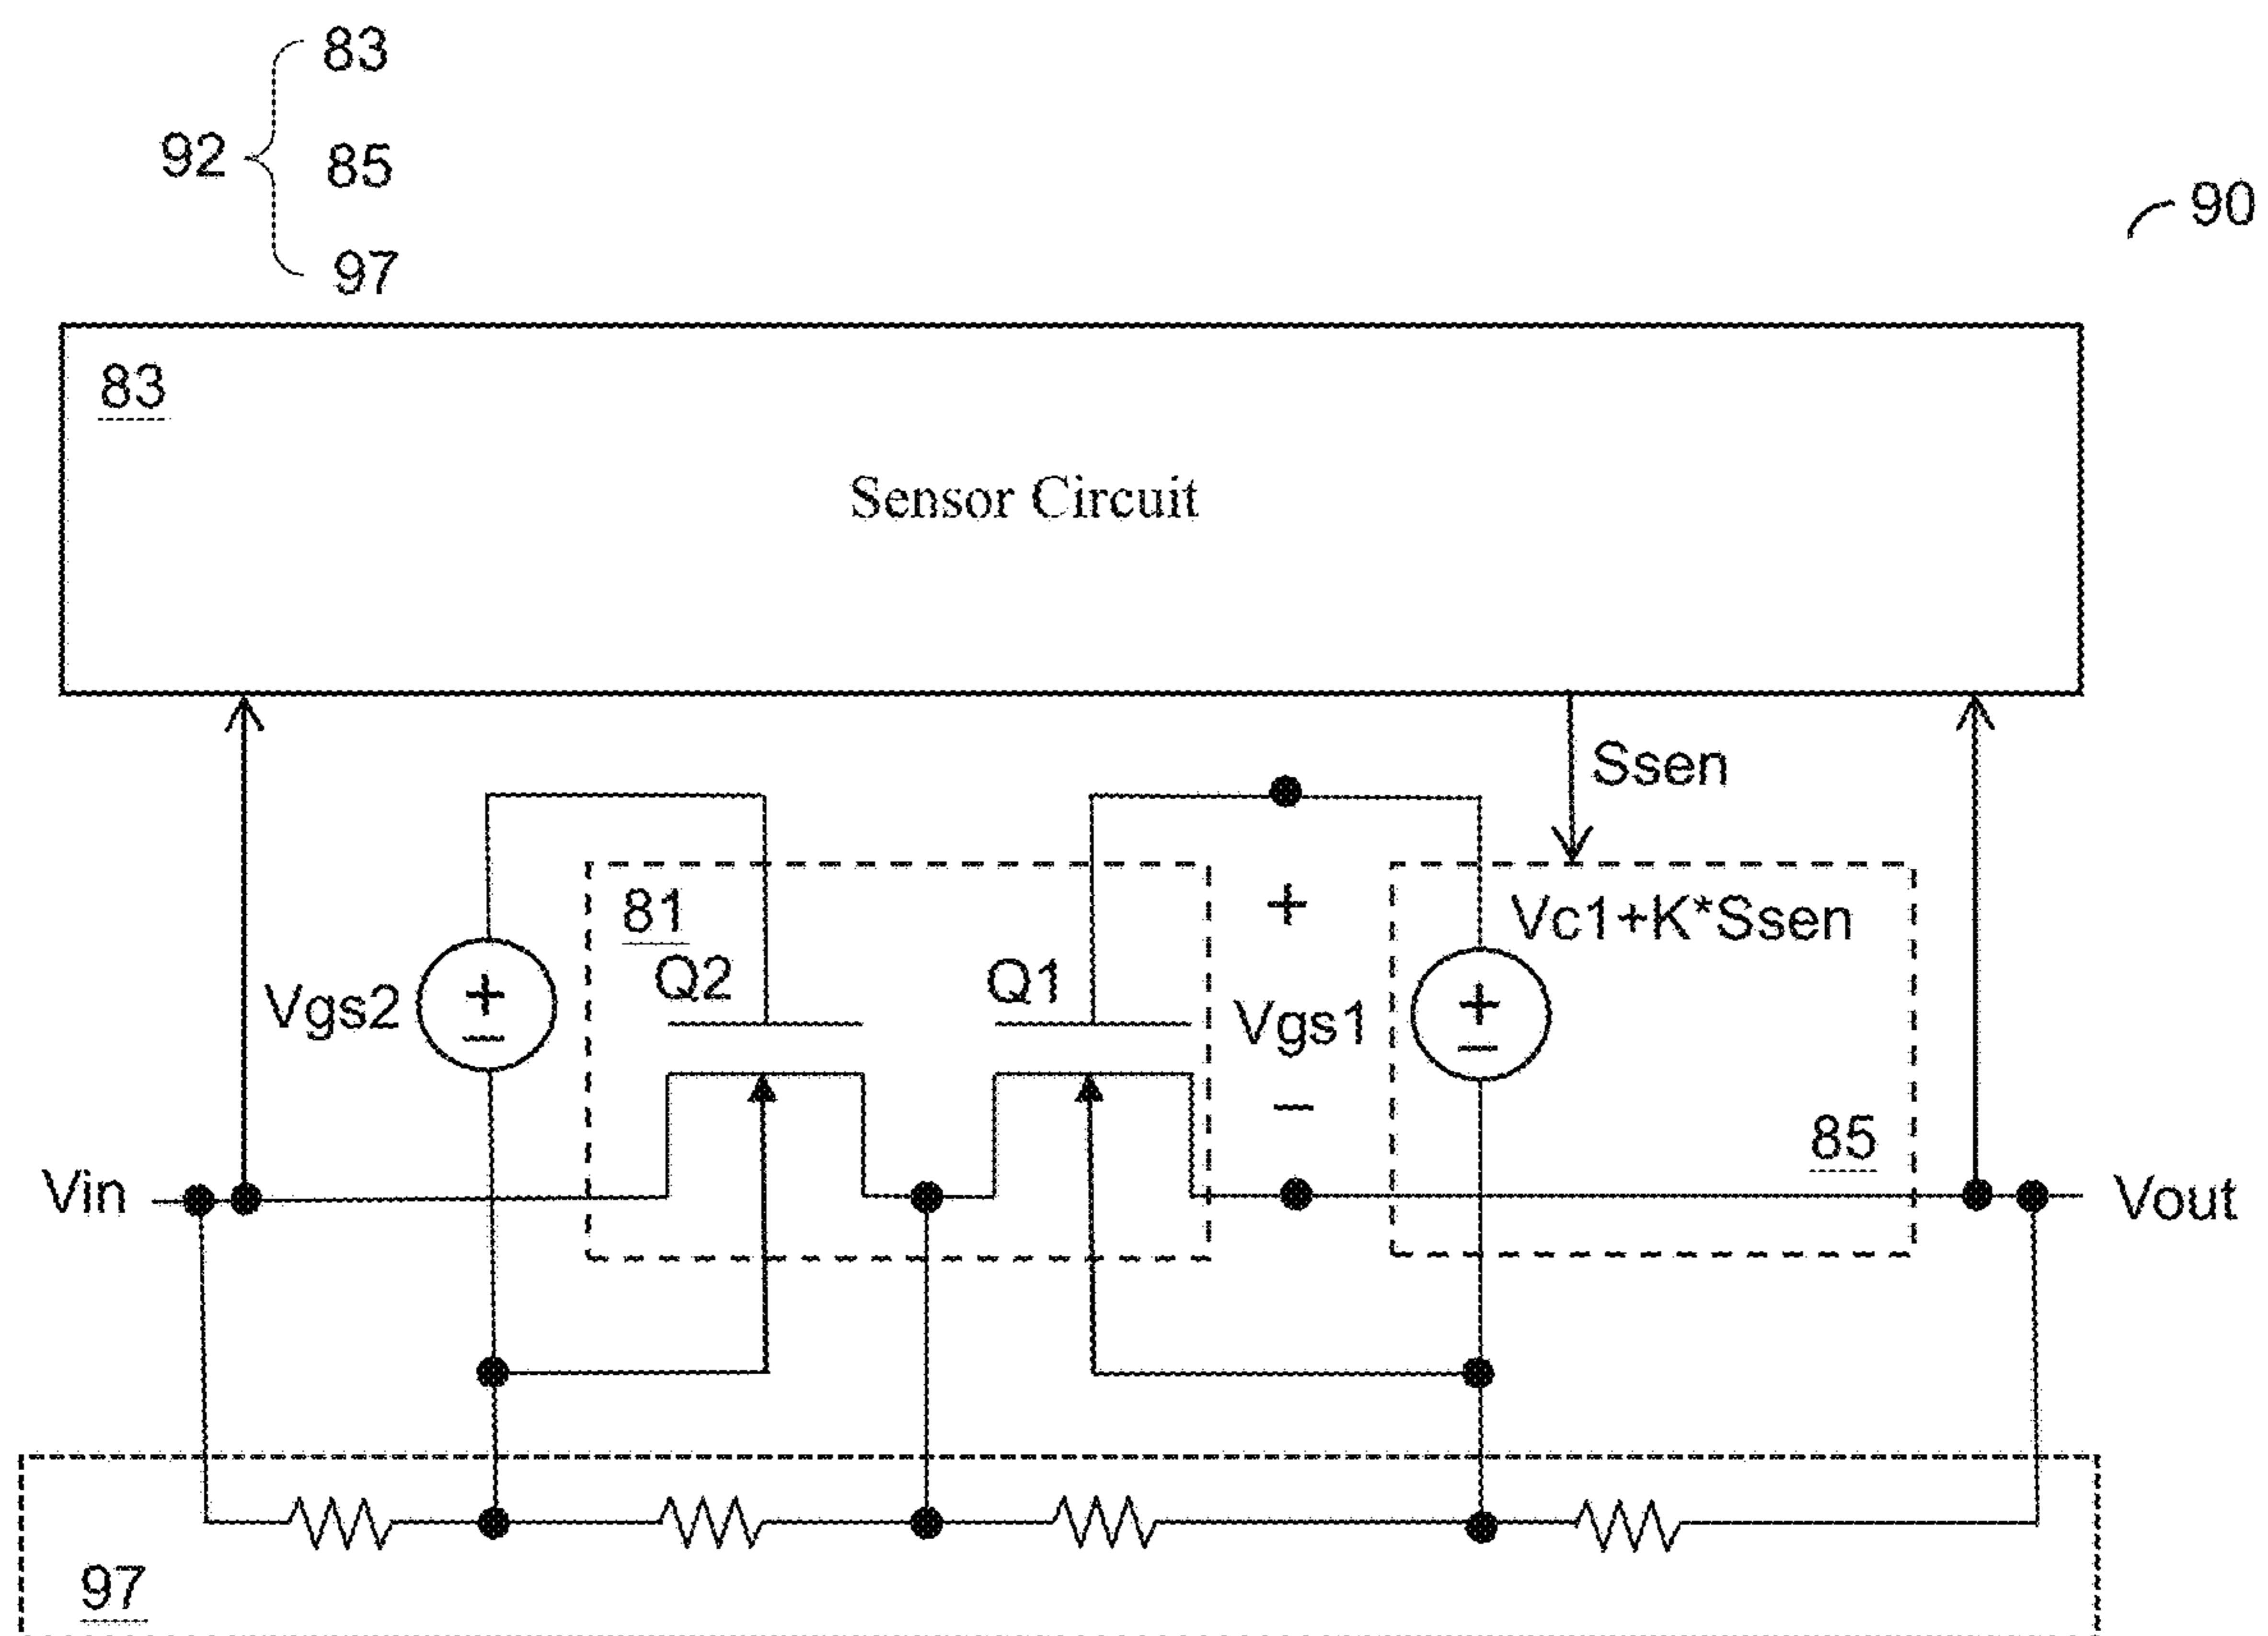 83
92
85
97
90
83
Sensor Circuit
Ssen
81
Vc1+K*Ssen
Q2
Q1
+
Vgs2
+
−
Vgs1
+
−
−
85
Vin
Vout
97